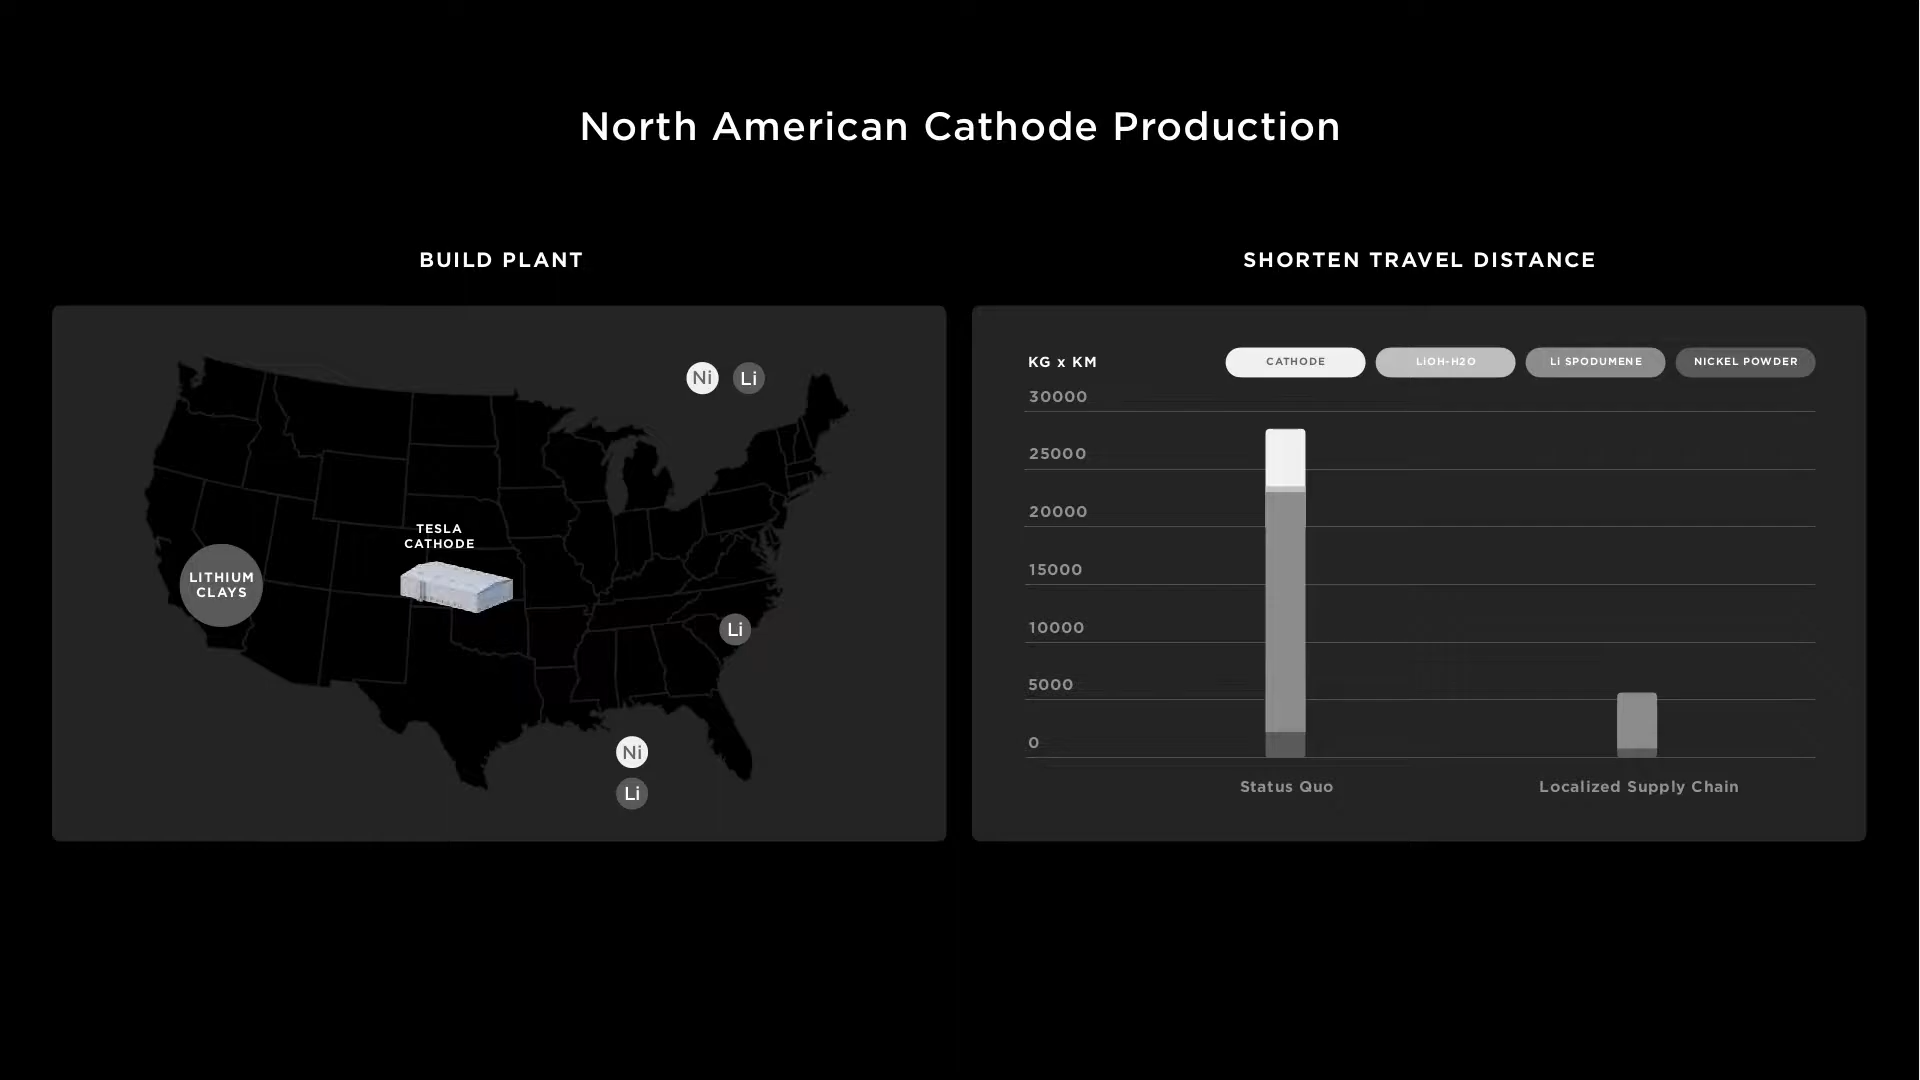 North American Cathode Production
BUILD PLANT
Ni Li
TESLA
CATHODE
LITHIUM
CLAYS
Li
Ni
Li
SHORTEN TRAVEL DISTANCE
KG x KM
CATHODE
LiOH-H2O
Li SPODUMENE
NICKEL POWDER
30000
25000
20000
15000
10000
5000
0
Status Quo
Localized Supply Chain